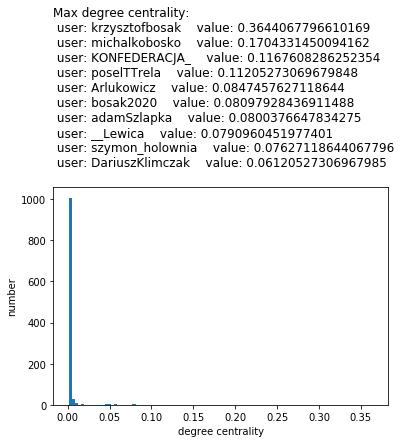 Max degree centrality:
user: krzysztofbosak value: 0.3644067796610169
user: michalkobosko value: 0.1704331450094162
user: KONFEDERACJA_ value: 0.1167608286252354
user: poselTTrela value: 0.11205273069679848
user: Arlukowicz value: 0.0847457627118644
user: bosak2020 value: 0.08097928436911488
user: adamSzlapka value: 0.0800376647834275
user: __Lewica value: 0.0790960451977401
user: szymon_holownia value: 0.07627118644067796
user: DariuszKlimczak value: 0.06120527306967985
1000
800
600
400
200
0
number
0.00 0.05 0.10 0.15 0.20 0.25 0.30 0.35
degree centrality